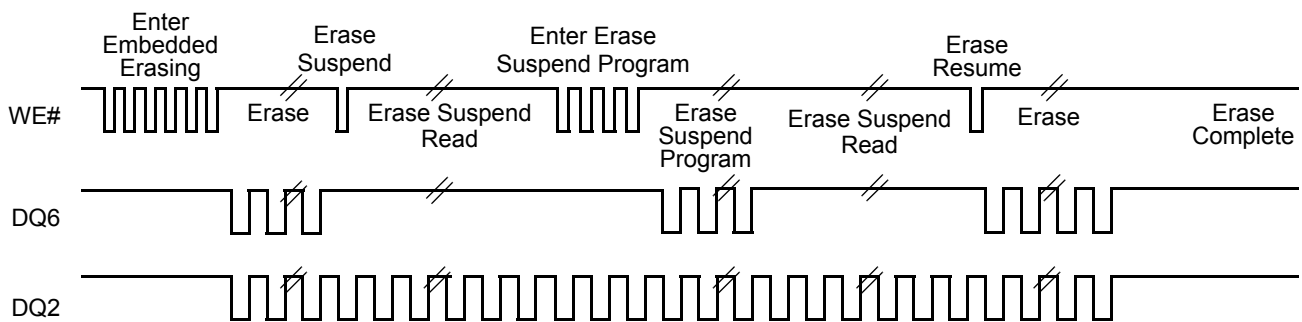 Enter
Embedded
Erasing
Erase
Suspend
Enter Erase
Suspend Program
Erase
Resume
WE#
Erase
Erase Suspend
Read
Erase
Suspend
Program
Erase Suspend
Read
Erase
Erase
Complete
DQ6
DQ2